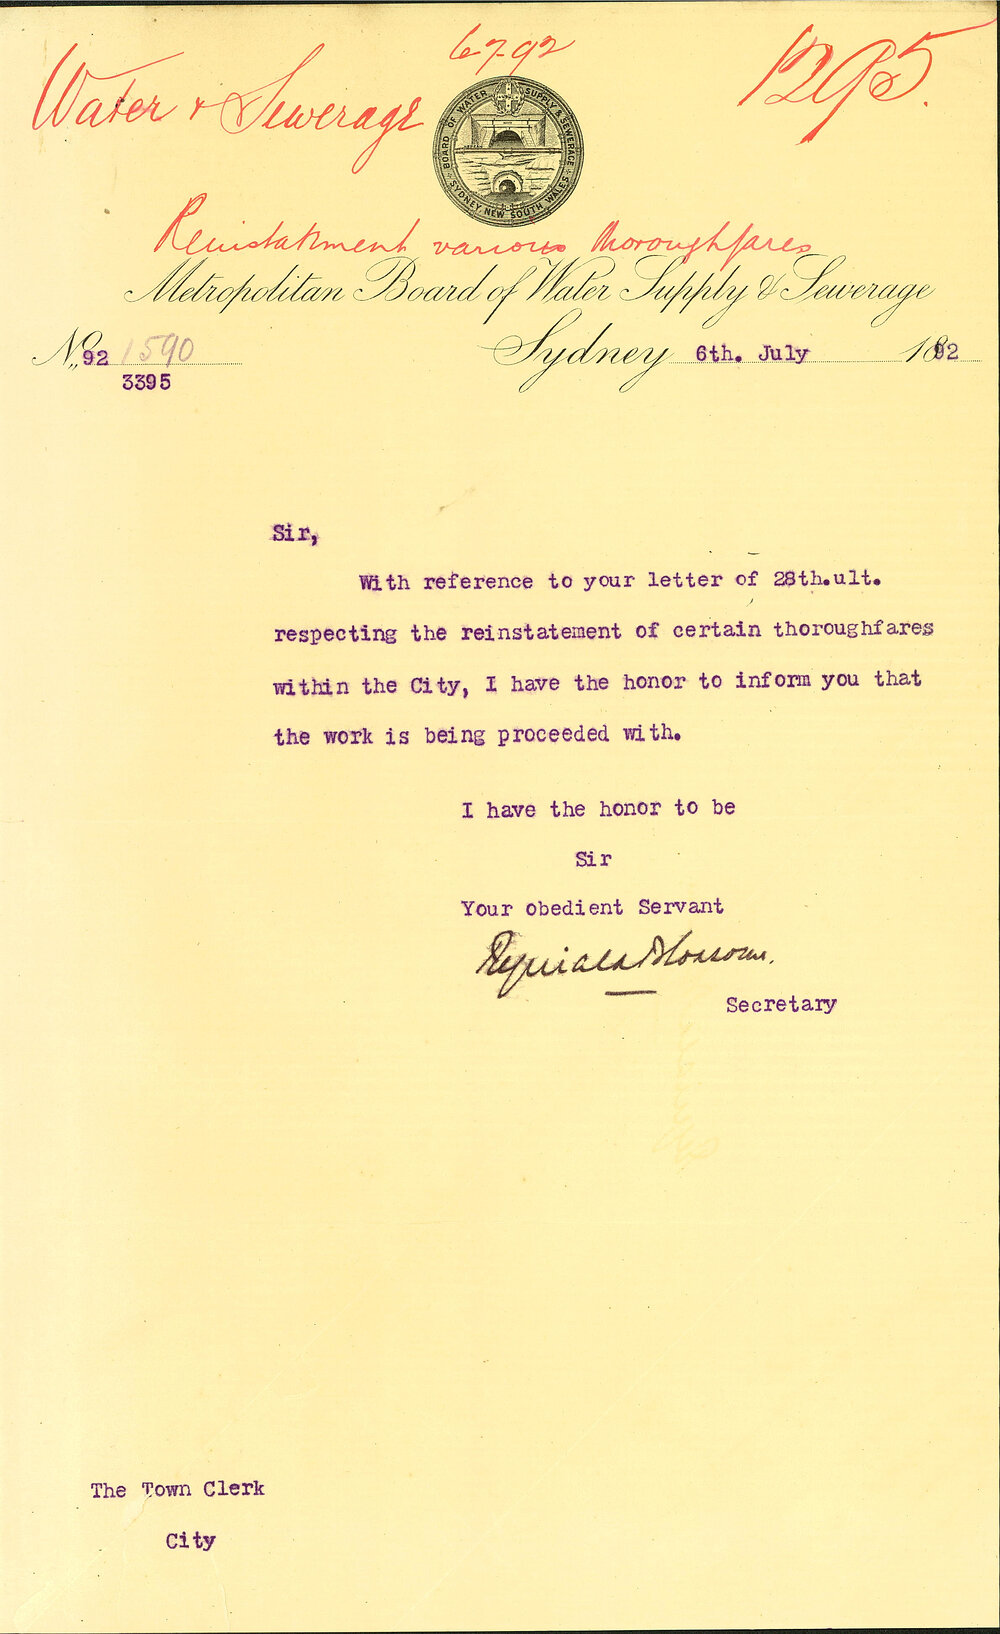 6-7-92
Water & Sewerage
1295.
BOARD OF WATER SUPPLY & SEWERAGE
SYDNEY, NEW SOUTH WALES
Reinstatement various thoroughfares
Metropolitan Board of Water Supply & Sewerage
No. 92 1590
3395
Sydney 6th. July 1892
Sir,
With reference to your letter of 28th.ult.
respecting the reinstatement of certain thoroughfares
within the City, I have the honor to inform you that
the work is being proceeded with.
I have the honor to be
Sir
Your obedient Servant
Secretary
The Town Clerk
City